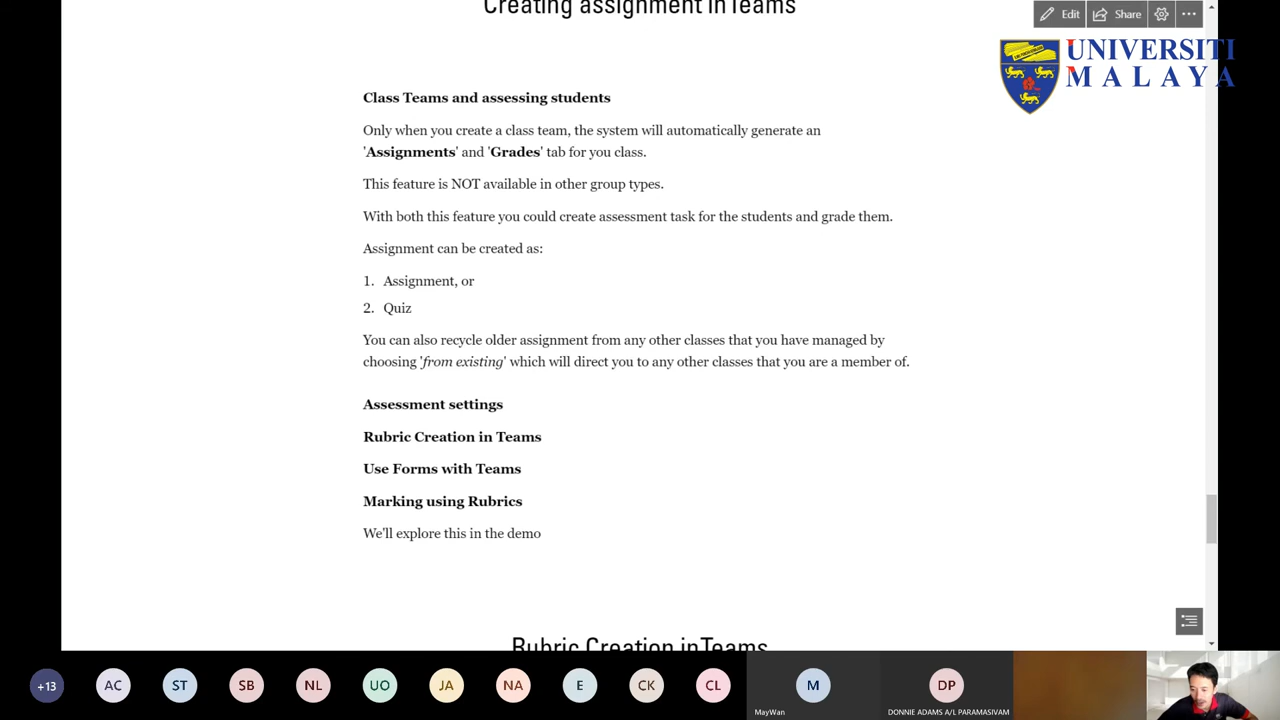 Creating assignment in Teams
Edit
Share
UNIVERSITI
MALAYA
Class Teams and assessing students
Only when you create a class team, the system will automatically generate an
'Assignments' and 'Grades' tab for you class.
This feature is NOT available in other group types.
With both this feature you could create assessment task for the students and grade them.
Assignment can be created as:
1. Assignment, or
2. Quiz
You can also recycle older assignment from any other classes that you have managed by
choosing 'from existing' which will direct you to any other classes that you are a member of.
Assessment settings
Rubric Creation in Teams
Use Forms with Teams
Marking using Rubrics
We'll explore this in the demo
Rubric Creation in Teams
+13
AC
ST
SB
NL
UO
JA
NA
E
CK
CL
M
DP
MayWan
DONNIE ADAMS A/L PARAMASIVAM